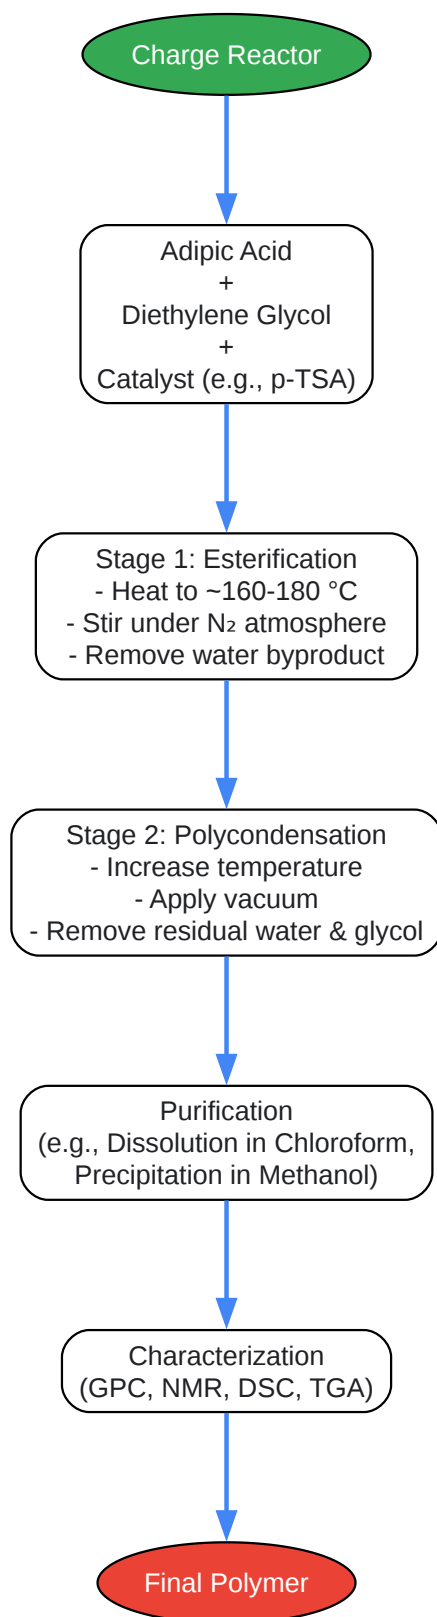 Charge Reactor
Adipic Acid
+
Diethylene Glycol
+
Catalyst (e.g., p-TSA)
Stage 1: Esterification
- Heat to ~160-180 °C
- Stir under N₂ atmosphere
- Remove water byproduct
Stage 2: Polycondensation
- Increase temperature
- Apply vacuum
- Remove residual water & glycol
Purification
(e.g., Dissolution in Chloroform,
Precipitation in Methanol)
Characterization
(GPC, NMR, DSC, TGA)
Final Polymer